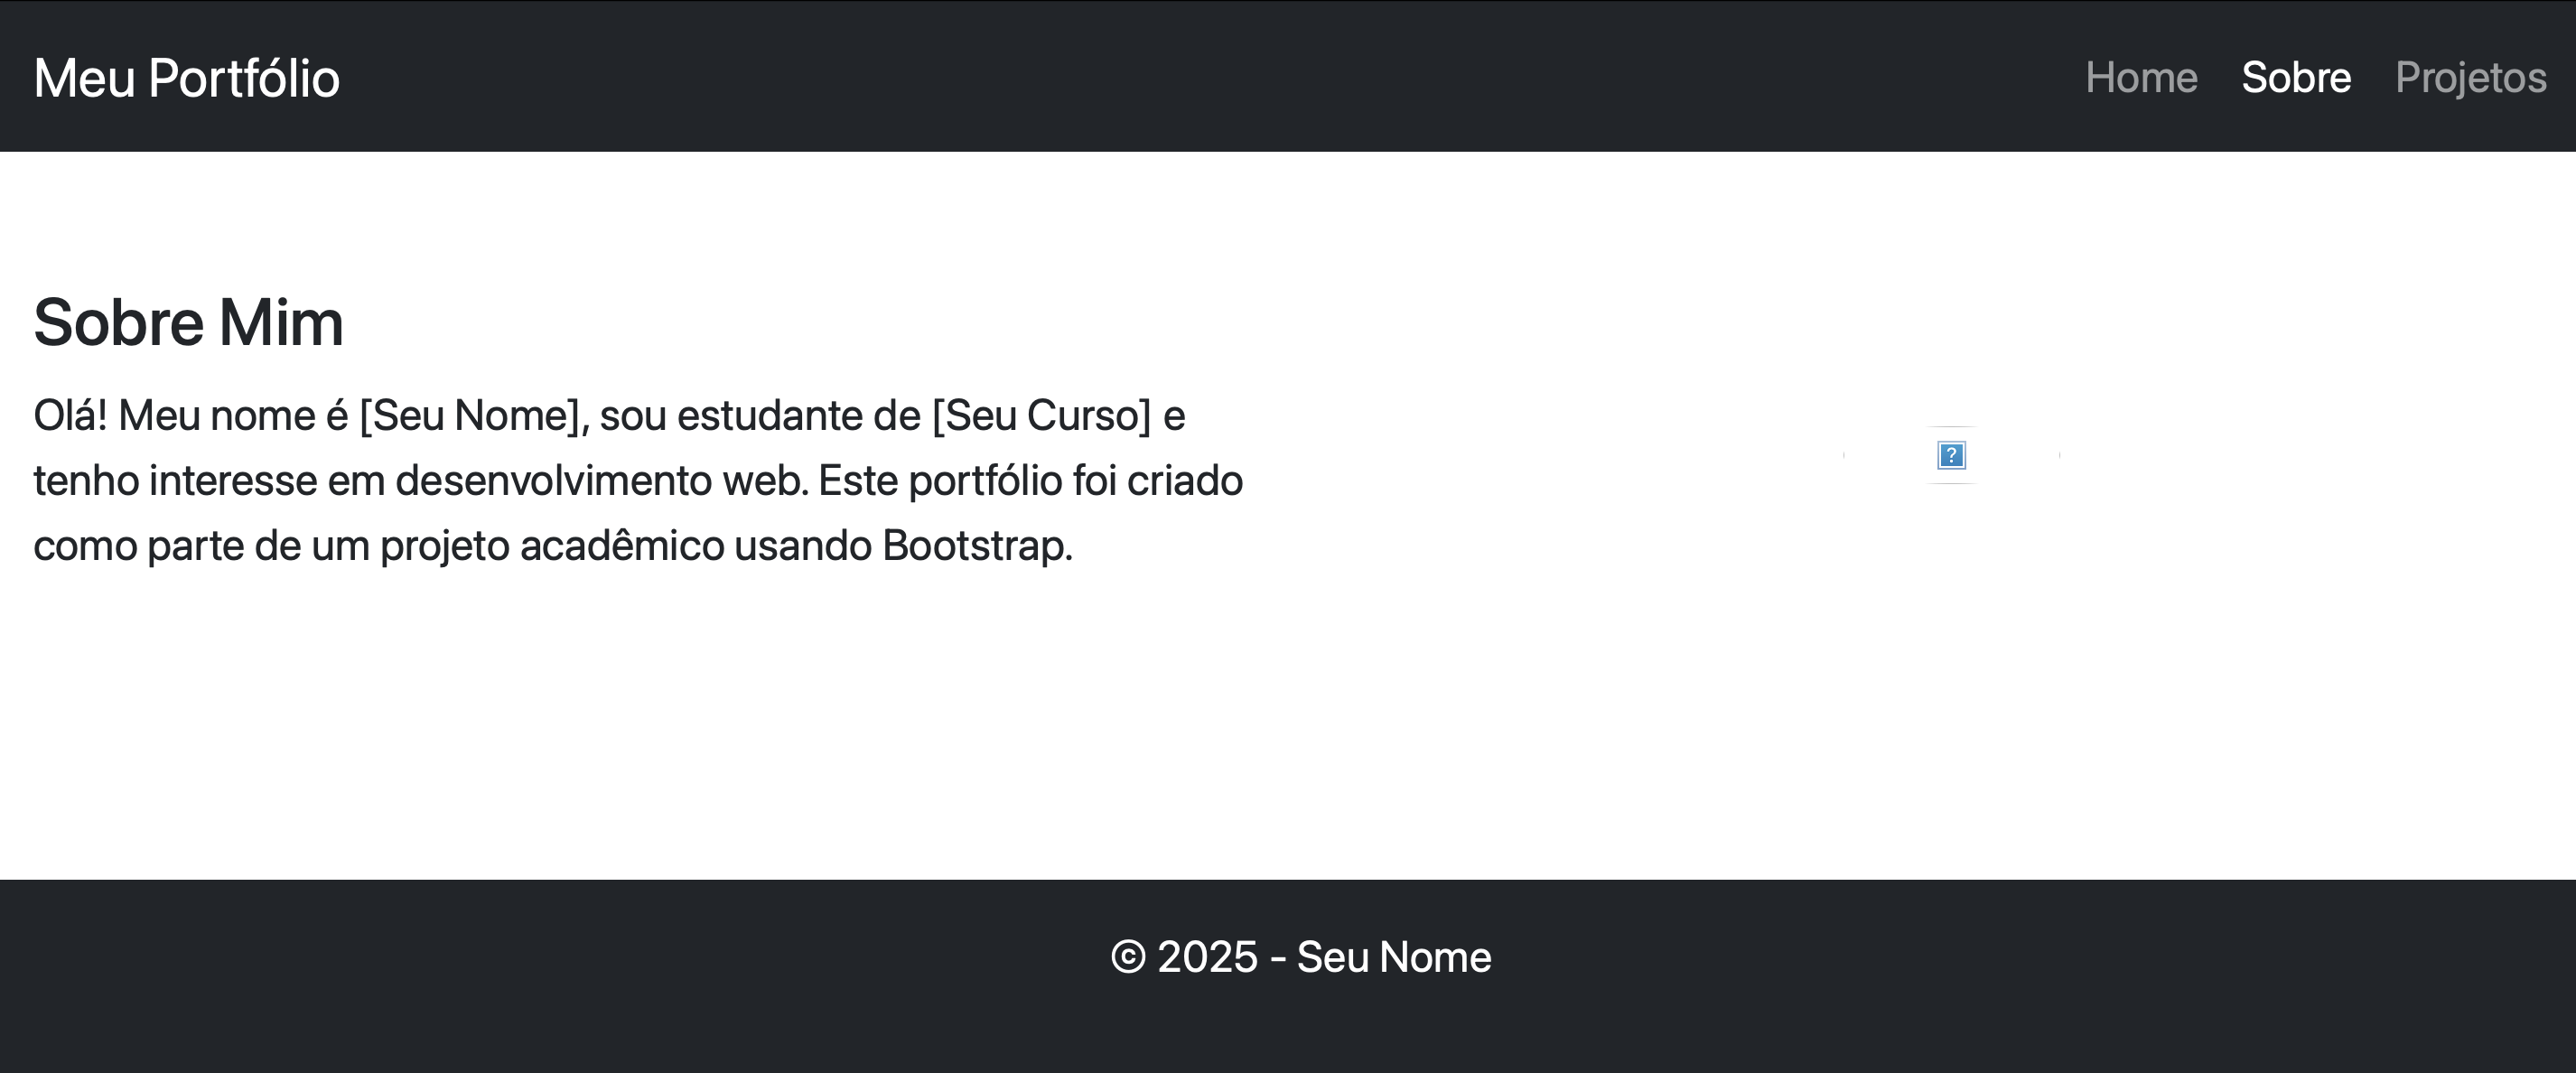 Meu Portfólio
Home Sobre Projetos
Sobre Mim
Olá! Meu nome é [Seu Nome], sou estudante de [Seu Curso] e
tenho interesse em desenvolvimento web. Este portfólio foi criado
como parte de um projeto acadêmico usando Bootstrap.
?
© 2025 - Seu Nome